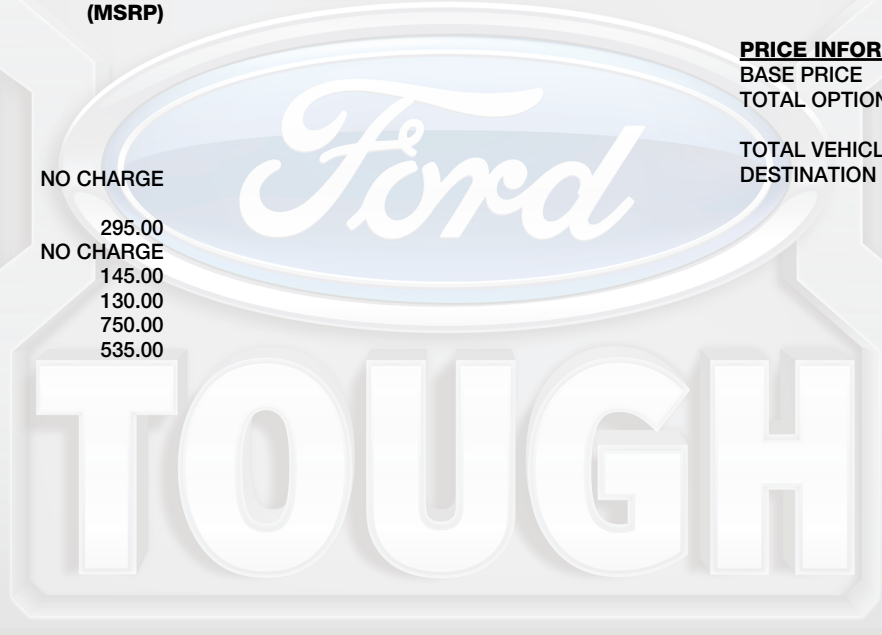 (MSRP)
NO CHARGE
295.00
NO CHARGE
145.00
130.00
750.00
535.00
PRICE INFOR
BASE PRICE
TOTAL OPTION
TOTAL VEHICL
DESTINATION
Ford
TOUGH